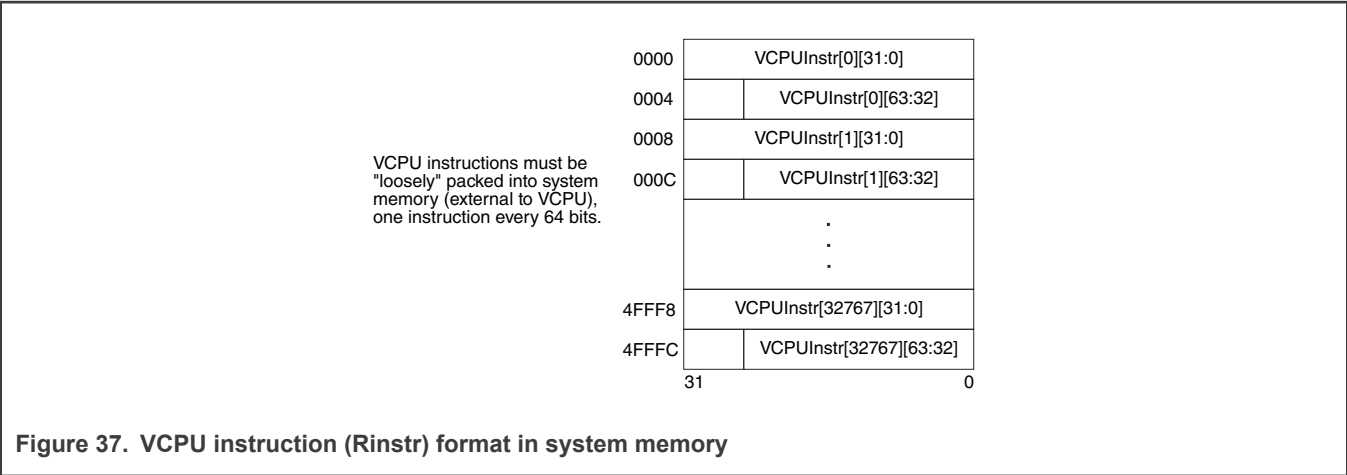 0000 VCPUInstr[0][31:0]
0004 VCPUInstr[0][63:32]
0008 VCPUInstr[1][31:0]
VCPU instructions must be
"loosely" packed into system
memory (external to VCPU),
one instruction every 64 bits.
000C VCPUInstr[1][63:32]
.
.
.
4FFF8 VCPUInstr[32767][31:0]
4FFFC VCPUInstr[32767][63:32]
31 0
Figure 37. VCPU instruction (Rinstr) format in system memory